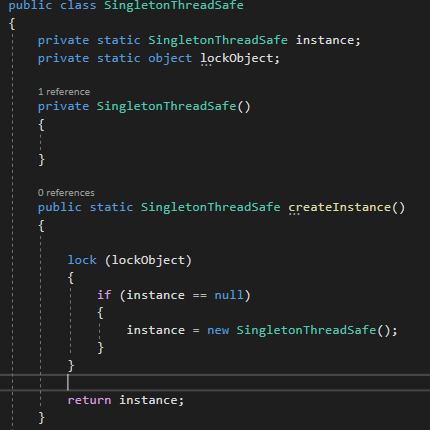 public class SingletonThreadSafe
{
private static SingletonThreadSafe instance;
private static object lockObject;
1 reference
private SingletonThreadSafe()
{
}
0 references
public static SingletonThreadSafe createInstance()
{
lock (lockObject)
{
if (instance == null)
{
instance = new SingletonThreadSafe();
}
}
return instance;
}